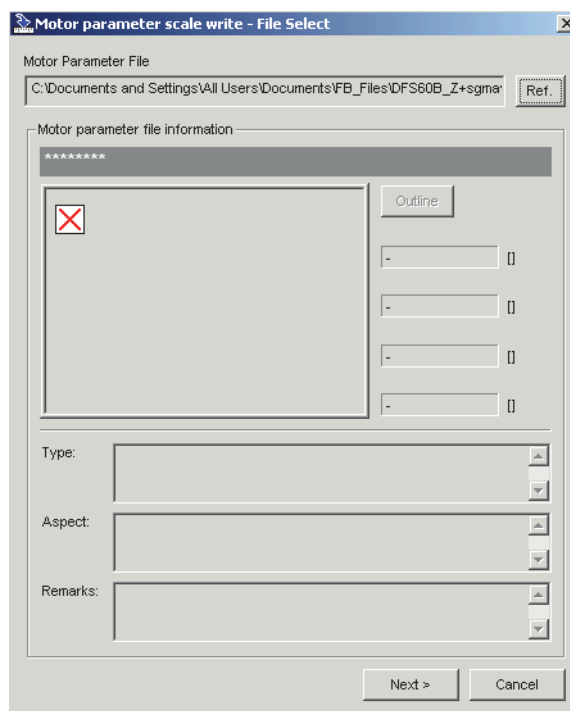 Motor parameter scale write - File Select
Motor Parameter File
C:\Documents and Settings\All Users\Documents\FB_Files\DFS60B_Z+sgma
Ref.
Motor parameter file information
********
Outline
- []
- []
- []
- []
Type:
Aspect:
Remarks:
Next >
Cancel